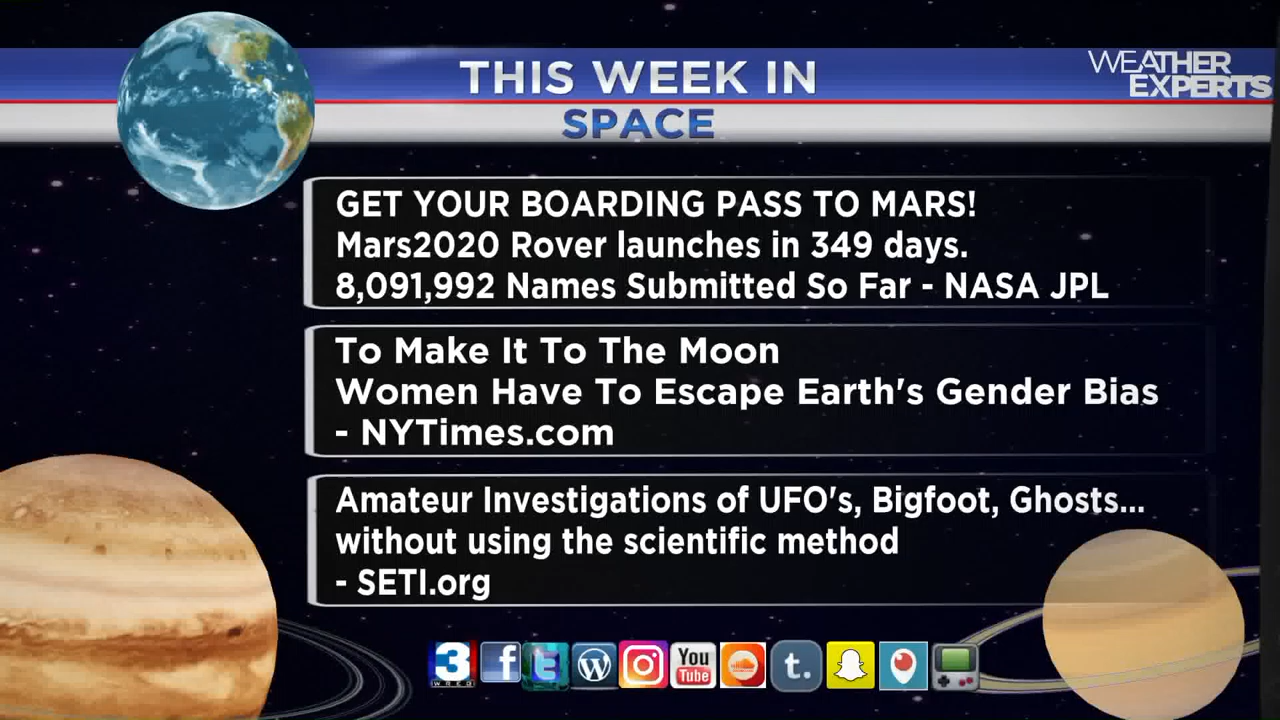 THIS WEEK IN
SPACE
WEATHER
EXPERTS
GET YOUR BOARDING PASS TO MARS!
Mars2020 Rover launches in 349 days.
8,091,992 Names Submitted So Far - NASA JPL
To Make It To The Moon
Women Have To Escape Earth's Gender Bias
- NYTimes.com
Amateur Investigations of UFO's, Bigfoot, Ghosts...
without using the scientific method
- SETI.org
3
WREG
f
t
W
You
Tube
t.